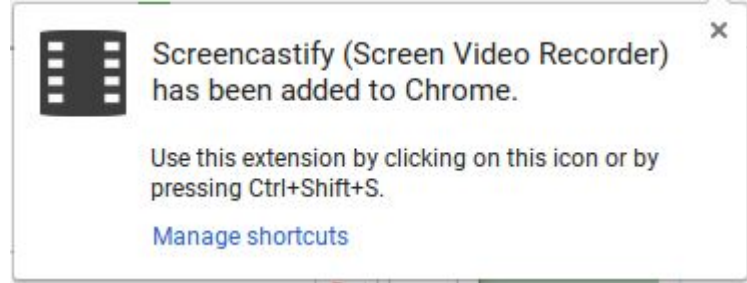 Screencastify (Screen Video Recorder)
has been added to Chrome.
Use this extension by clicking on this icon or by
pressing Ctrl+Shift+S.
Manage shortcuts